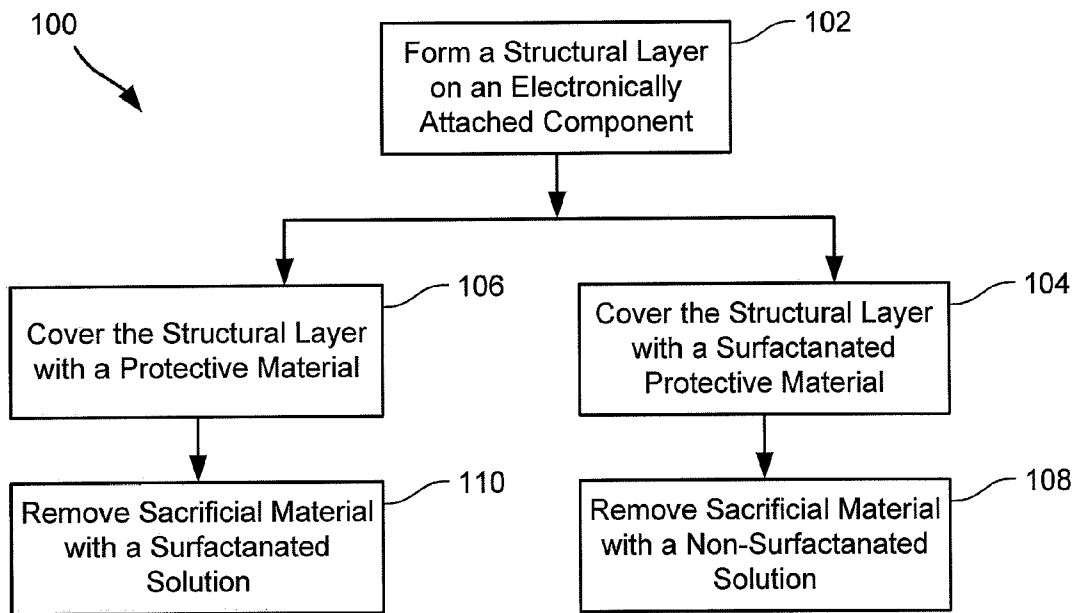 100
102
Form a Structural Layer
on an Electronically
Attached Component
106
Cover the Structural Layer
with a Protective Material
104
Cover the Structural Layer
with a Surfactanated
Protective Material
110
Remove Sacrificial Material
with a Surfactanated
Solution
108
Remove Sacrificial Material
with a Non-Surfactanated
Solution